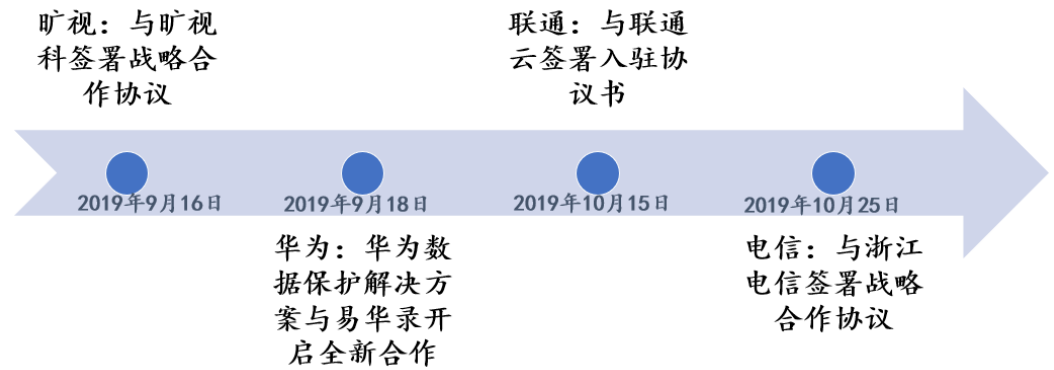 旷视：与旷视
科签署战略合
作协议
联通：与联通
云签署入驻协
议书
2019年9月16日
2019年9月18日
2019年10月15日
2019年10月25日
华为：华为数
据保护解决方
案与易华录开
启全新合作
电信：与浙江
电信签署战略
合作协议